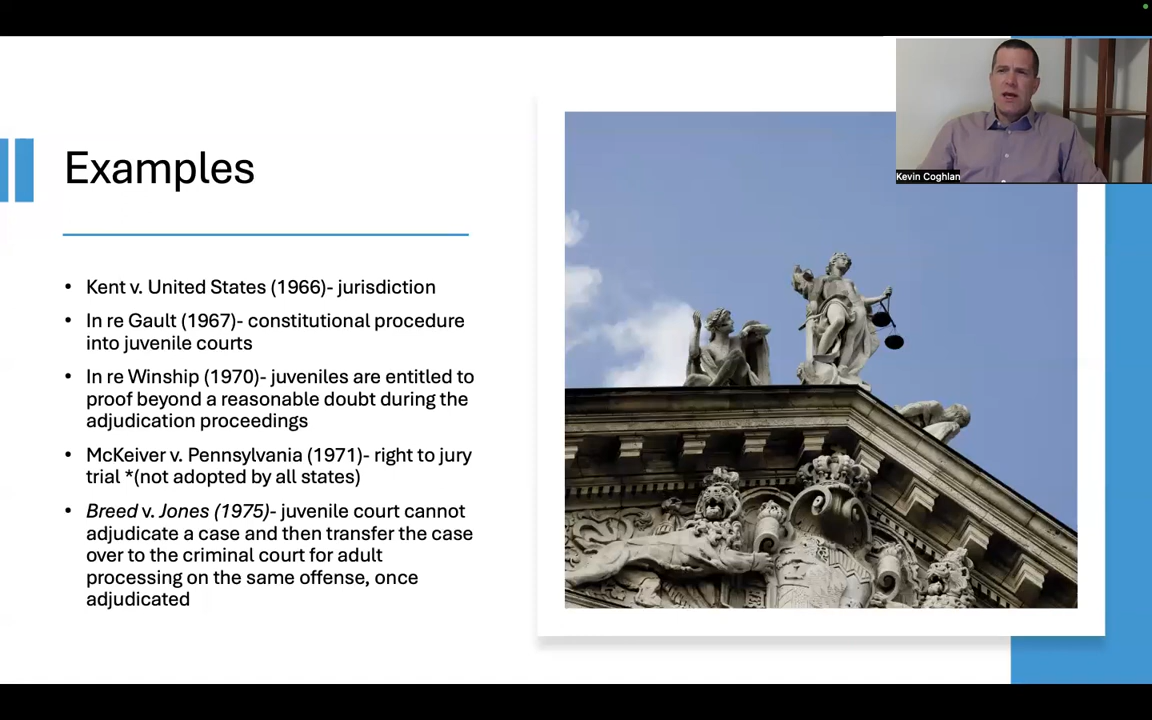 Kevin Coghlan
Examples
• Kent v. United States (1966)- jurisdiction
• In re Gault (1967)- constitutional procedure
into juvenile courts
• In re Winship (1970)- juveniles are entitled to
proof beyond a reasonable doubt during the
adjudication proceedings
• McKeiver v. Pennsylvania (1971)- right to jury
trial *(not adopted by all states)
• Breed v. Jones (1975)- juvenile court cannot
adjudicate a case and then transfer the case
over to the criminal court for adult
processing on the same offense, once
adjudicated